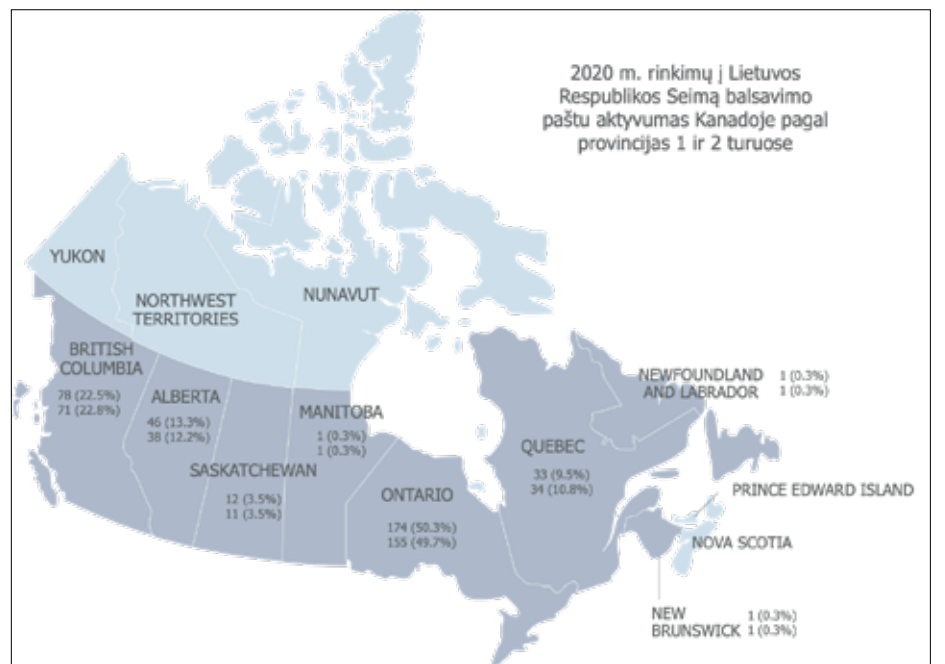 2020 m. rinkimų į Lietuvos
Respublikos Seimą balsavimo
paštu aktyvumas Kanadoje pagal
provincijas 1 ir 2 turuose
YUKON
NORTHWEST
TERRITORIES
NUNAVUT
BRITISH
COLUMBIA
78 (22.5%)
71 (22.8%)
ALBERTA
46 (13.3%)
38 (12.2%)
SASKATCHEWAN
12 (3.5%)
11 (3.5%)
MANITOBA
1 (0.3%)
1 (0.3%)
ONTARIO
174 (50.3%)
155 (49.7%)
QUEBEC
33 (9.5%)
34 (10.8%)
NEWFOUNDLAND 1 (0.3%)
AND LABRADOR 1 (0.3%)
PRINCE EDWARD ISLAND
NOVA SCOTIA
NEW 1 (0.3%)
BRUNSWICK 1 (0.3%)